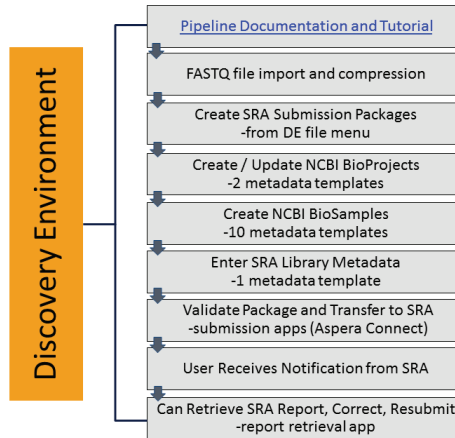 Discovery Environment
Pipeline Documentation and Tutorial
FASTQ file import and compression
Create SRA Submission Packages
-from DE file menu
Create / Update NCBI BioProjects
-2 metadata templates
Create NCBI BioSamples
-10 metadata templates
Enter SRA Library Metadata
-1 metadata template
Validate Package and Transfer to SRA
-submission apps (Aspera Connect)
User Receives Notification from SRA
Can Retrieve SRA Report, Correct, Resubmit
-report retrieval app